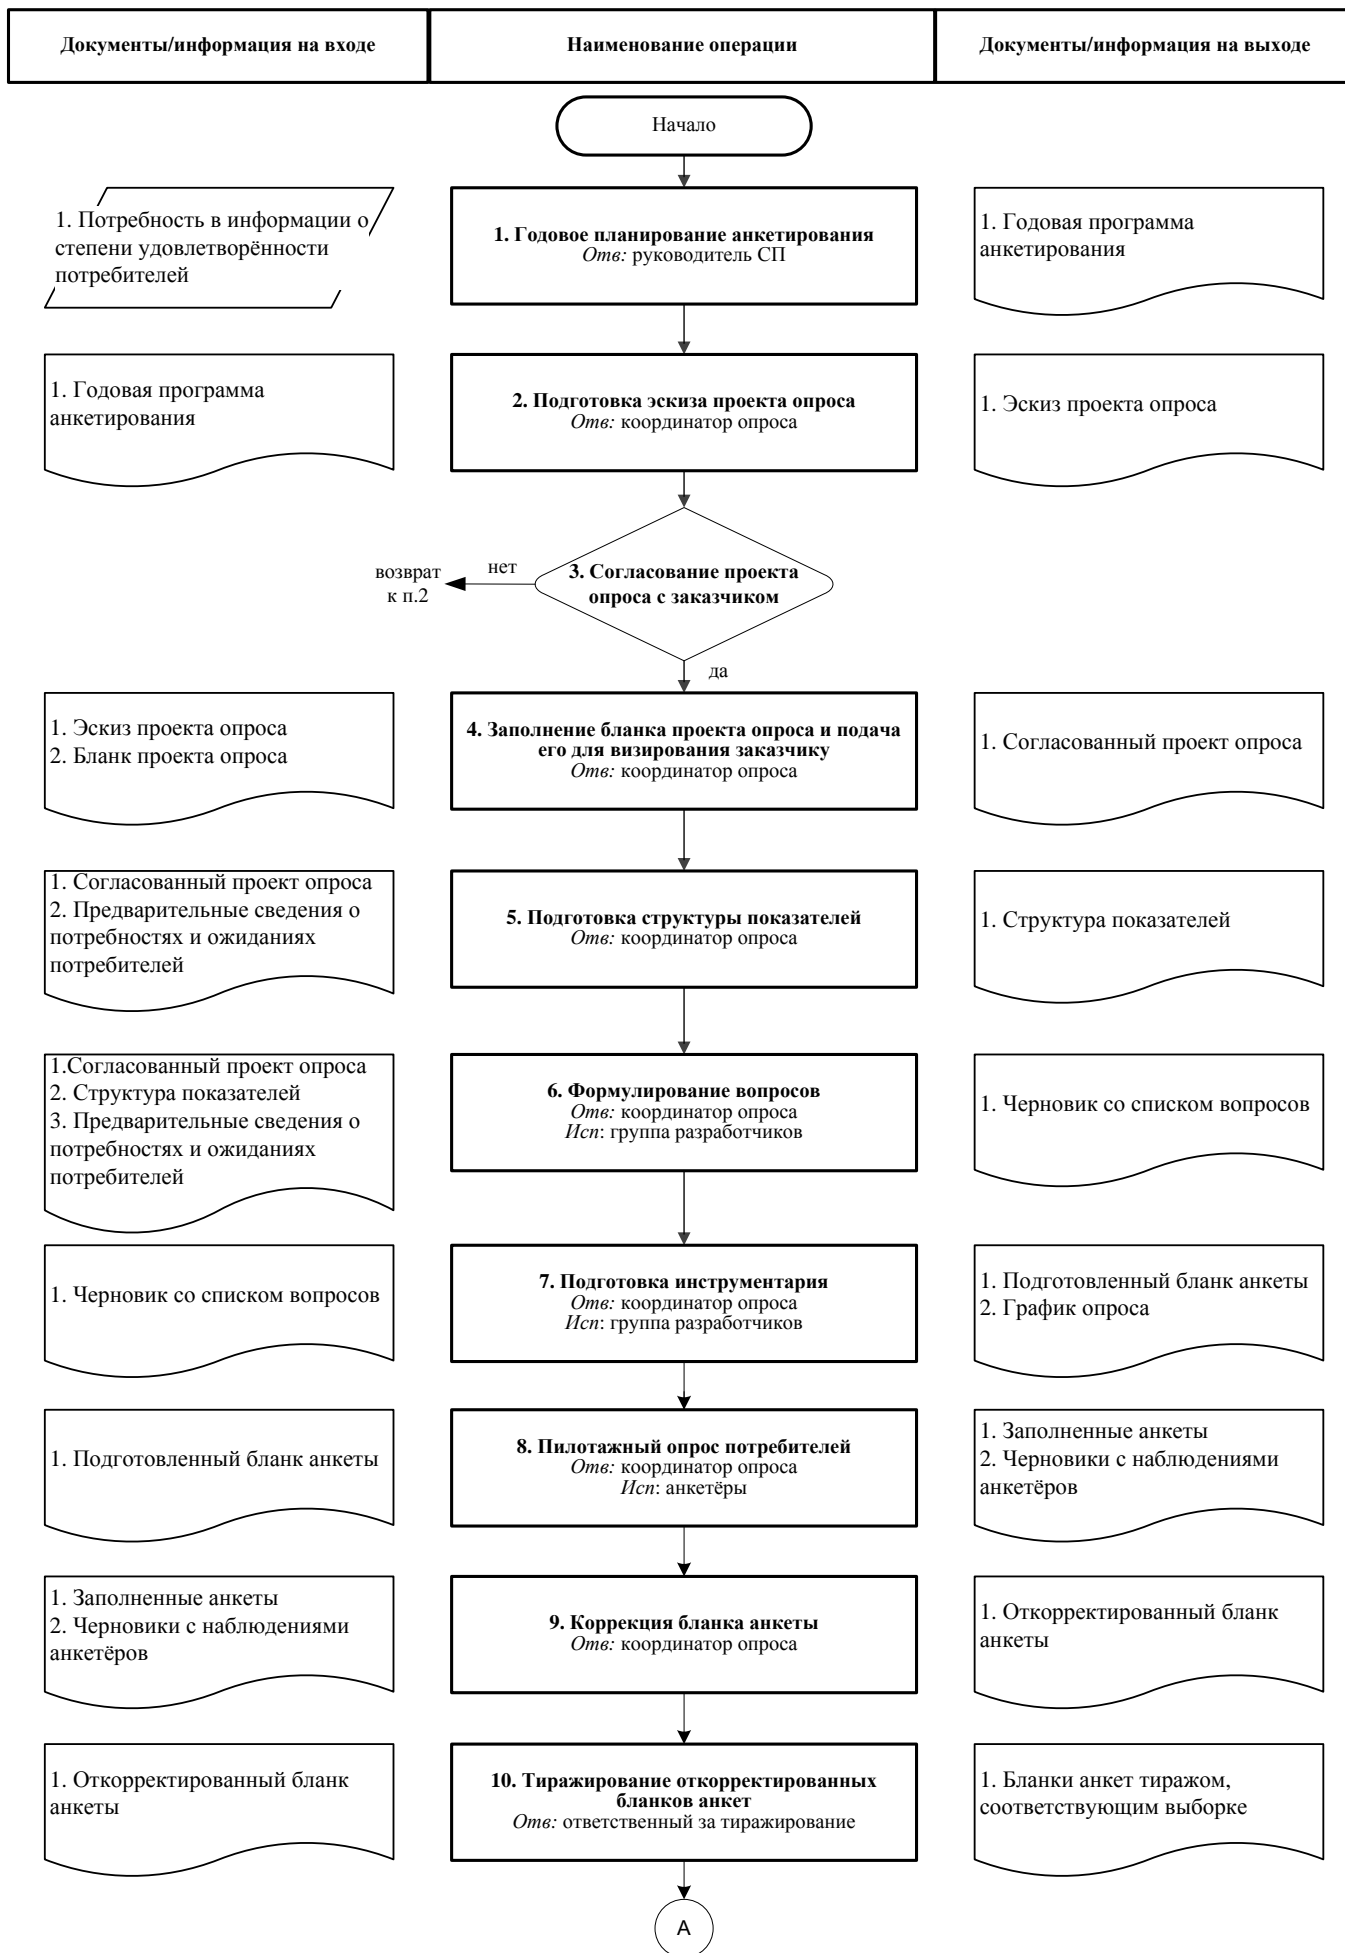 Документы/информация на входе
Наименование операции
Документы/информация на выходе
Начало
1. Потребность в информации о
степени удовлетворённости
потребителей
1. Годовое планирование анкетирования
Отв: руководитель СП
1. Годовая программа
анкетирования
1. Годовая программа
анкетирования
2. Подготовка эскиза проекта опроса
Отв: координатор опроса
1. Эскиз проекта опроса
3. Согласование проекта
опроса с заказчиком
нет
возврат
к п.2
да
1. Эскиз проекта опроса
2. Бланк проекта опроса
4. Заполнение бланка проекта опроса и подача
его для визирования заказчику
Отв: координатор опроса
1. Согласованный проект опроса
1. Согласованный проект опроса
2. Предварительные сведения о
потребностях и ожиданиях
потребителей
5. Подготовка структуры показателей
Отв: координатор опроса
1. Структура показателей
1.Согласованный проект опроса
2. Структура показателей
3. Предварительные сведения о
потребностях и ожиданиях
потребителей
6. Формулирование вопросов
Отв: координатор опроса
Исп: группа разработчиков
1. Черновик со списком вопросов
1. Черновик со списком вопросов
7. Подготовка инструментария
Отв: координатор опроса
Исп: группа разработчиков
1. Подготовленный бланк анкеты
2. График опроса
1. Подготовленный бланк анкеты
8. Пилотажный опрос потребителей
Отв: координатор опроса
Исп: анкетёры
1. Заполненные анкеты
2. Черновики с наблюдениями
анкетёров
1. Заполненные анкеты
2. Черновики с наблюдениями
анкетёров
9. Коррекция бланка анкеты
Отв: координатор опроса
1. Откорректированный бланк
анкеты
1. Откорректированный бланк
анкеты
10. Тиражирование откорректированных
бланков анкет
Отв: ответственный за тиражирование
1. Бланки анкет тиражом,
соответствующим выборке
А